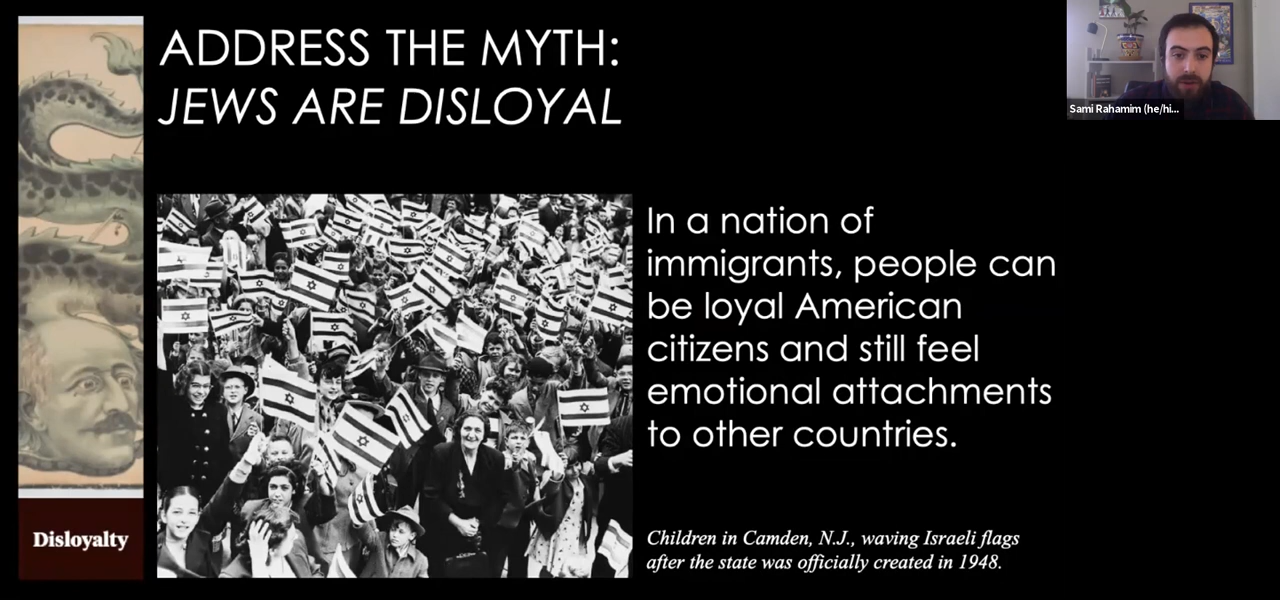 ADDRESS THE MYTH:
JEWS ARE DISLOYAL
Sami Rahamim (he/hi...
In a nation of
immigrants, people can
be loyal American
citizens and still feel
emotional attachments
to other countries.
Disloyalty
Children in Camden, N.J., waving Israeli flags
after the state was officially created in 1948.